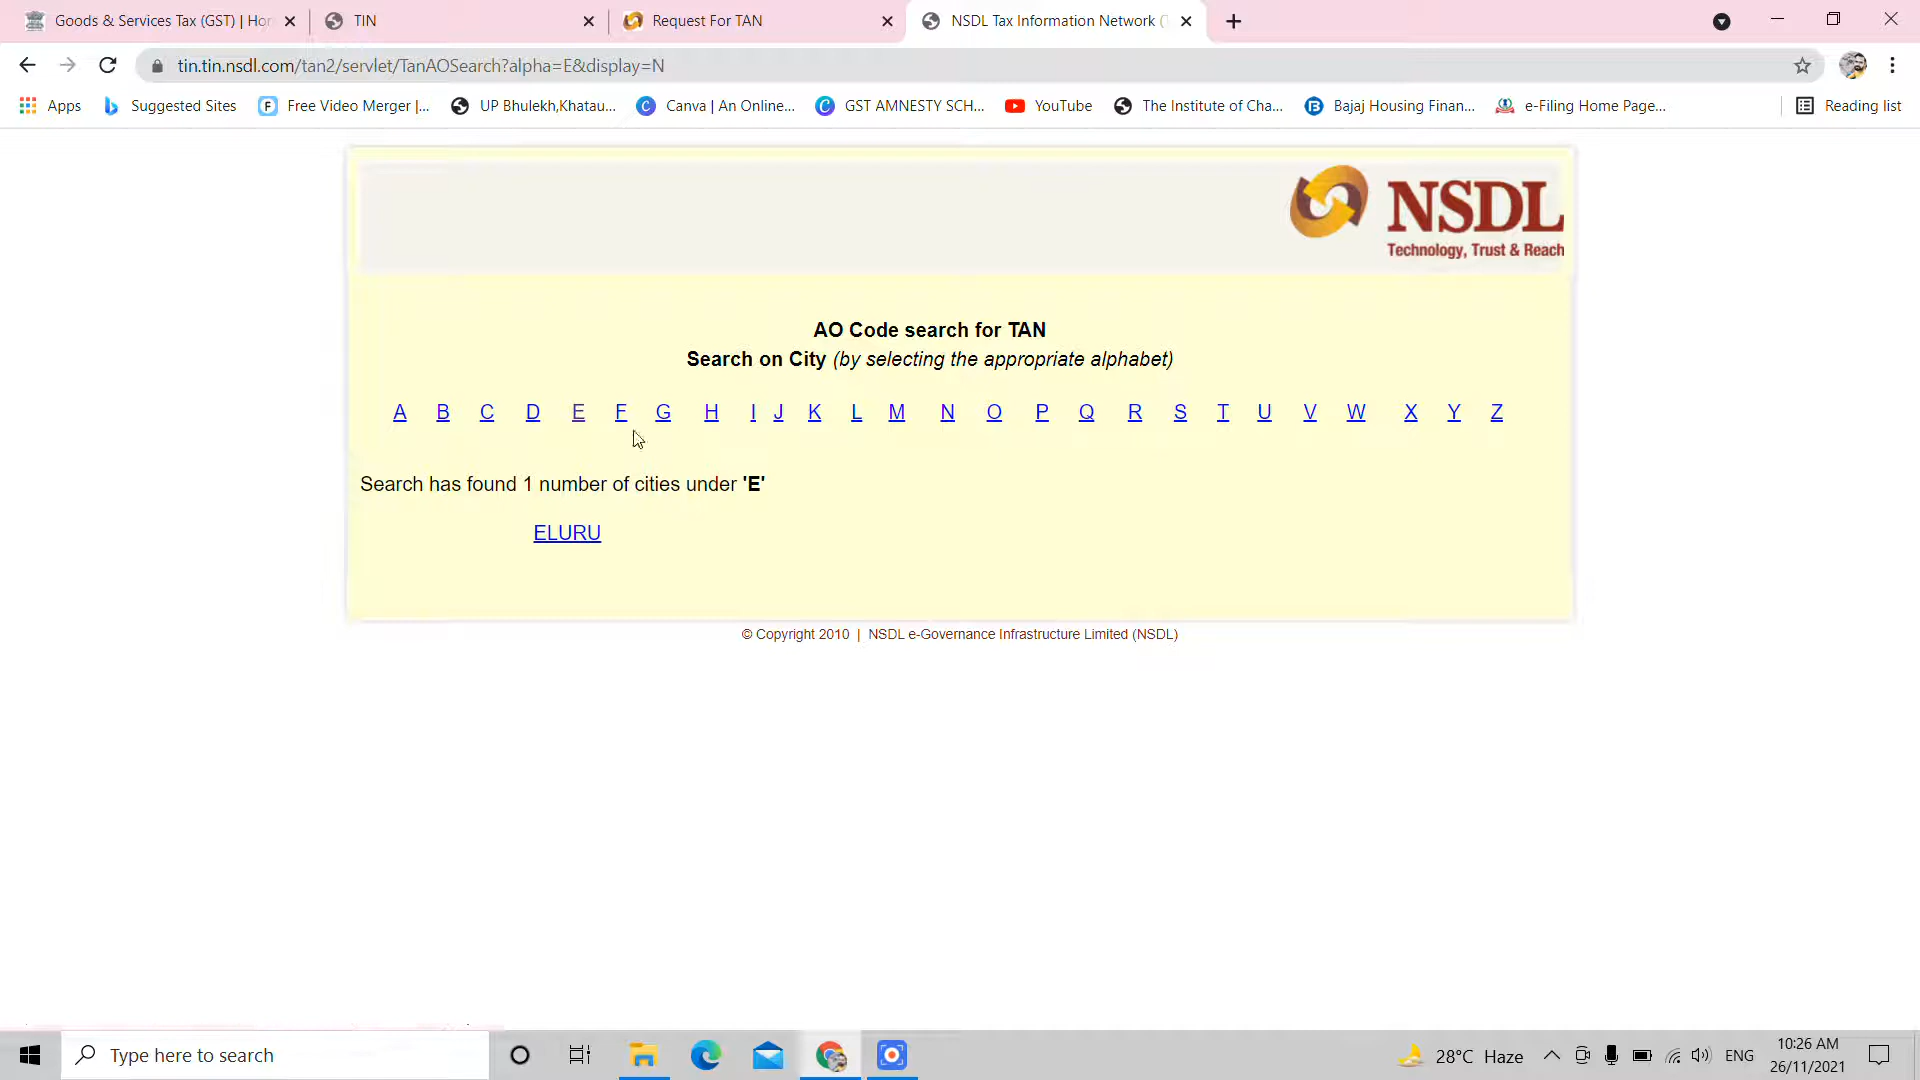 Goods & Services Tax (GST) | Hor
TIN
Request For TAN
NSDL Tax Information Network (T
tin.tin.nsdl.com/tan2/servlet/TanAOSearch?alpha=E&display=N
Apps
Suggested Sites
Free Video Merger |...
UP Bhulekh,Khatau...
Canva | An Online...
GST AMNESTY SCH...
YouTube
The Institute of Cha...
Bajaj Housing Finan...
e-Filing Home Page...
Reading list
NSDL
Technology, Trust & Reach
AO Code search for TAN
Search on City (by selecting the appropriate alphabet)
A B C D E F G H I J K L M N O P Q R S T U V W X Y Z
Search has found 1 number of cities under 'E'
ELURU
© Copyright 2010 | NSDL e-Governance Infrastructure Limited (NSDL)
Type here to search
28°C Haze
ENG
10:26 AM
26/11/2021